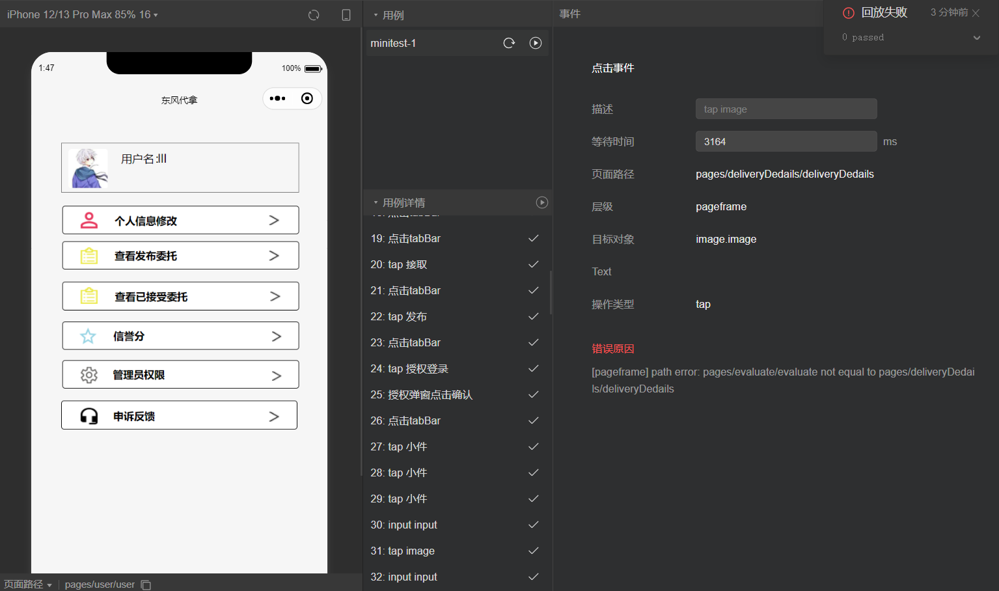 iPhone 12/13 Pro Max 85% 16
用例
事件
回放失败
3 分钟前
0 passed
minitest-1
1:47
100%
东风代拿
用户名:lll
个人信息修改
查看发布委托
查看已接受委托
信誉分
管理员权限
申诉反馈
页面路径
pages/user/user
用例详情
19: 点击tabBar
20: tap 接取
21: 点击tabBar
22: tap 发布
23: 点击tabBar
24: tap 授权登录
25: 授权弹窗点击确认
26: 点击tabBar
27: tap 小件
28: tap 小件
29: tap 小件
30: input input
31: tap image
32: input input
点击事件
描述
tap image
等待时间
3164
ms
页面路径
pages/deliveryDedails/deliveryDedails
层级
pageframe
目标对象
image.image
Text
操作类型
tap
错误原因
[pageframe] path error: pages/evaluate/evaluate not equal to pages/deliveryDedai
ls/deliveryDedails